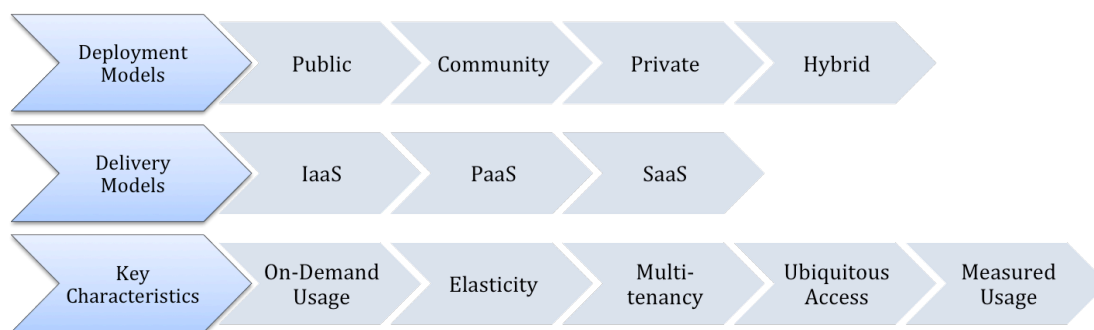 Deployment
Models
Public
Community
Private
Hybrid
Delivery
Models
IaaS
PaaS
SaaS
Key
Characteristics
On-Demand
Usage
Elasticity
Multi-
tenancy
Ubiquitous
Access
Measured
Usage